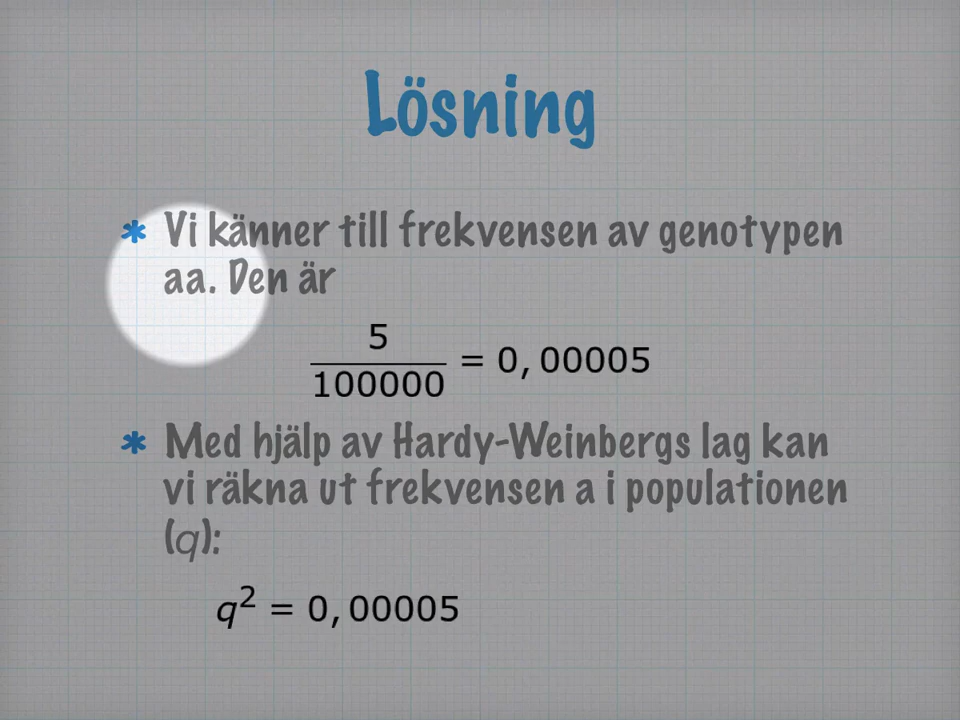 Lösning
* Vi känner till frekvensen av genotypen
aa. Den är
5/100000 = 0,00005
* Med hjälp av Hardy-Weinbergs lag kan
vi räkna ut frekvensen a i populationen
(q):
q² = 0,00005